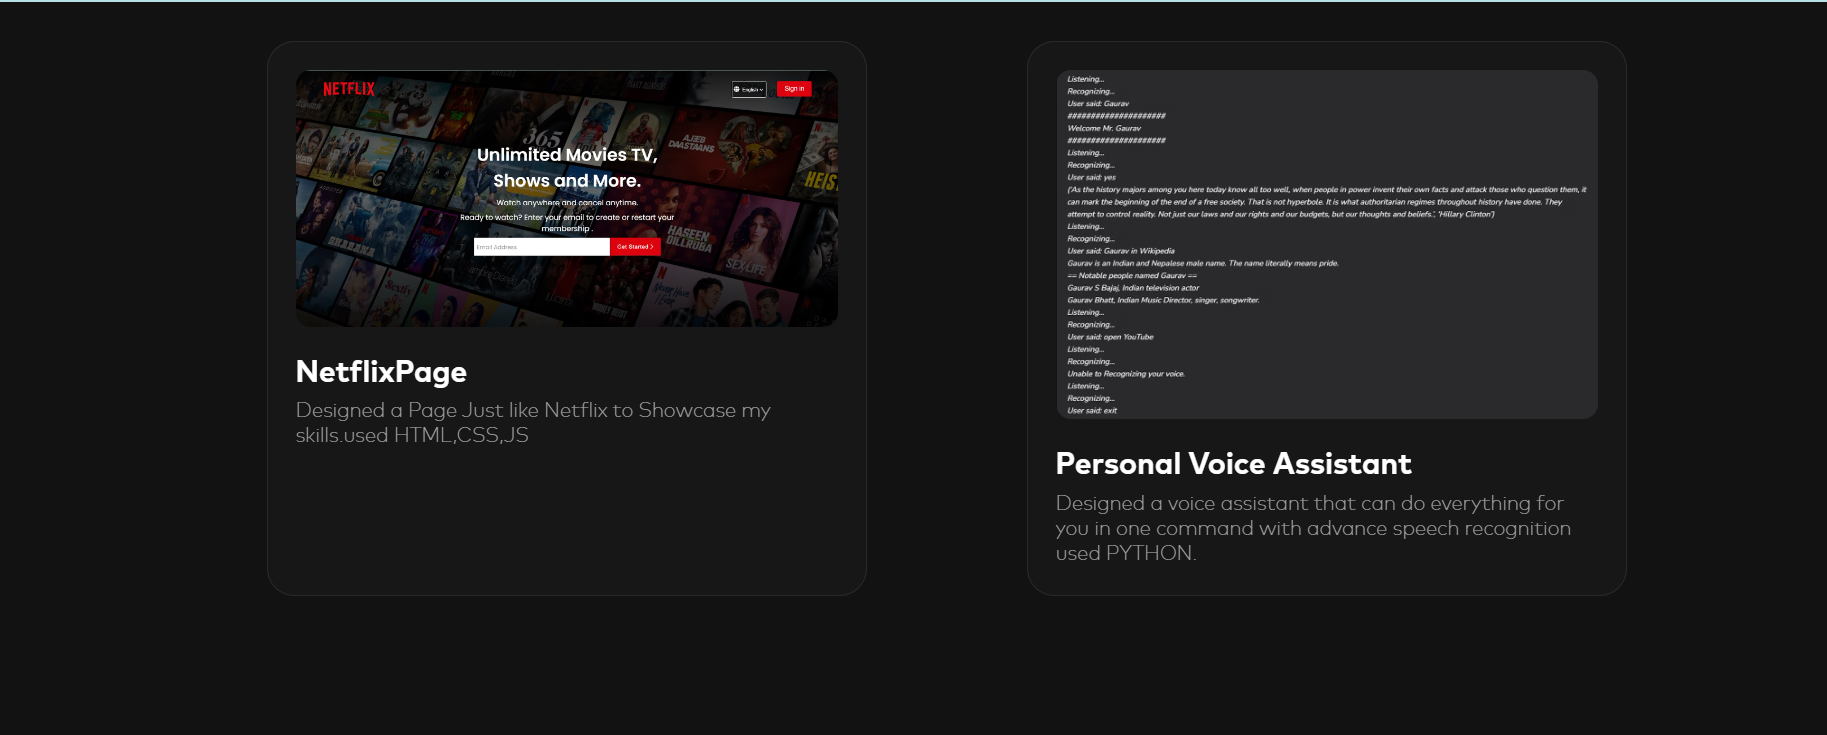 NETFLIX
English
Sign in
365
AJEEB
DAASTAANS
HEIS
Unlimited Movies TV,
Shows and More.
Watch anywhere and cancel anytime.
Ready to watch? Enter your email to create or restart your
membership .
Email Address
Get Started >
HASEEN
DILLRUBA
SEX/LIFE
NetflixPage
Designed a Page Just like Netflix to Showcase my
skills.used HTML,CSS,JS
Listening...
Recognizing...
User said: Gaurav
#####################
Welcome Mr. Gaurav
#####################
Listening...
Recognizing...
User said: yes
('As the history majors among you here today know all too well, when people in power invent their own facts and attack those who question them, it
can mark the beginning of the end of a free society. That is not hyperbole. It is what authoritarian regimes throughout history have done. They
attempt to control reality. Not just our laws and our rights and our budgets, but our thoughts and beliefs.', 'Hillary Clinton')
Listening...
Recognizing...
User said: Gaurav in Wikipedia
Gaurav is an Indian and Nepalese male name. The name literally means pride.
== Notable people named Gaurav ==
Gaurav S Bajaj, Indian television actor
Gaurav Bhatt, Indian Music Director, singer, songwriter.
Listening...
Recognizing...
User said: open YouTube
Listening...
Recognizing...
Unable to Recognizing your voice.
Listening...
Recognizing...
User said: exit
Personal Voice Assistant
Designed a voice assistant that can do everything for
you in one command with advance speech recognition
used PYTHON.